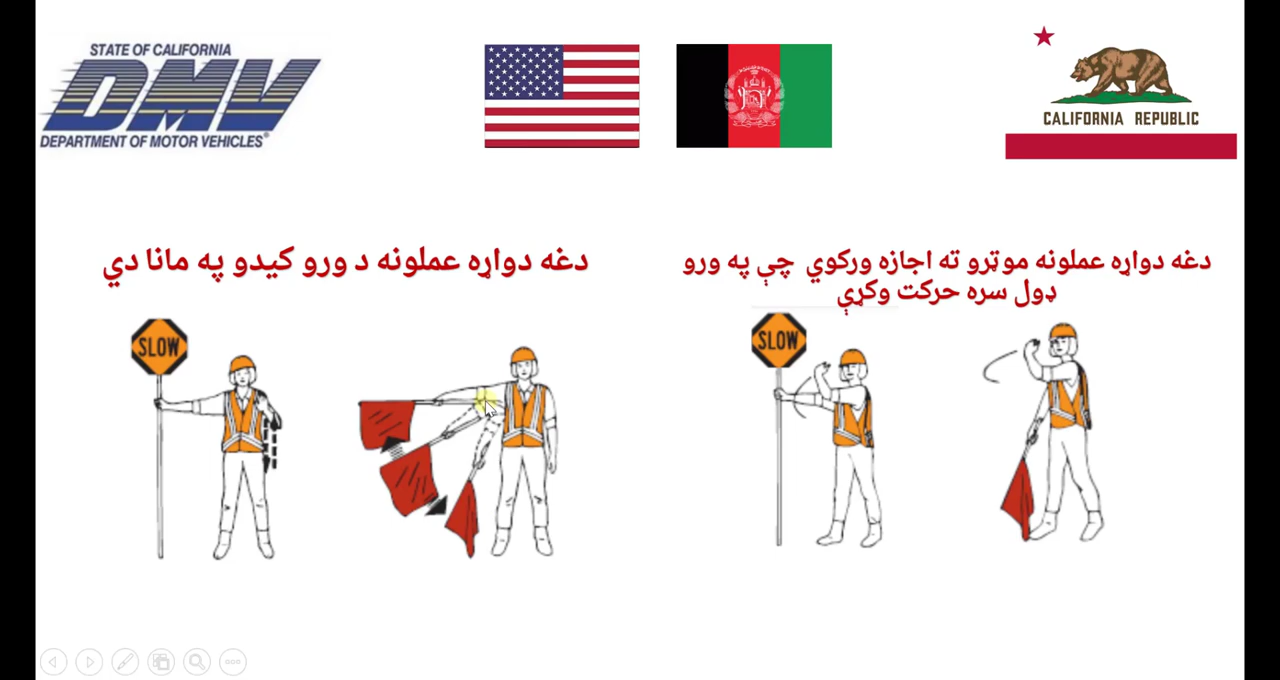 STATE OF CALIFORNIA
DMV
DEPARTMENT OF MOTOR VEHICLES®
CALIFORNIA REPUBLIC
دغه دواړه عملونه د ورو کیدو په مانا دي
دغه دواړه عملونه موټرو ته اجازه ورکوي چې په ورو
ډول سره حرکت وکړې
SLOW
SLOW